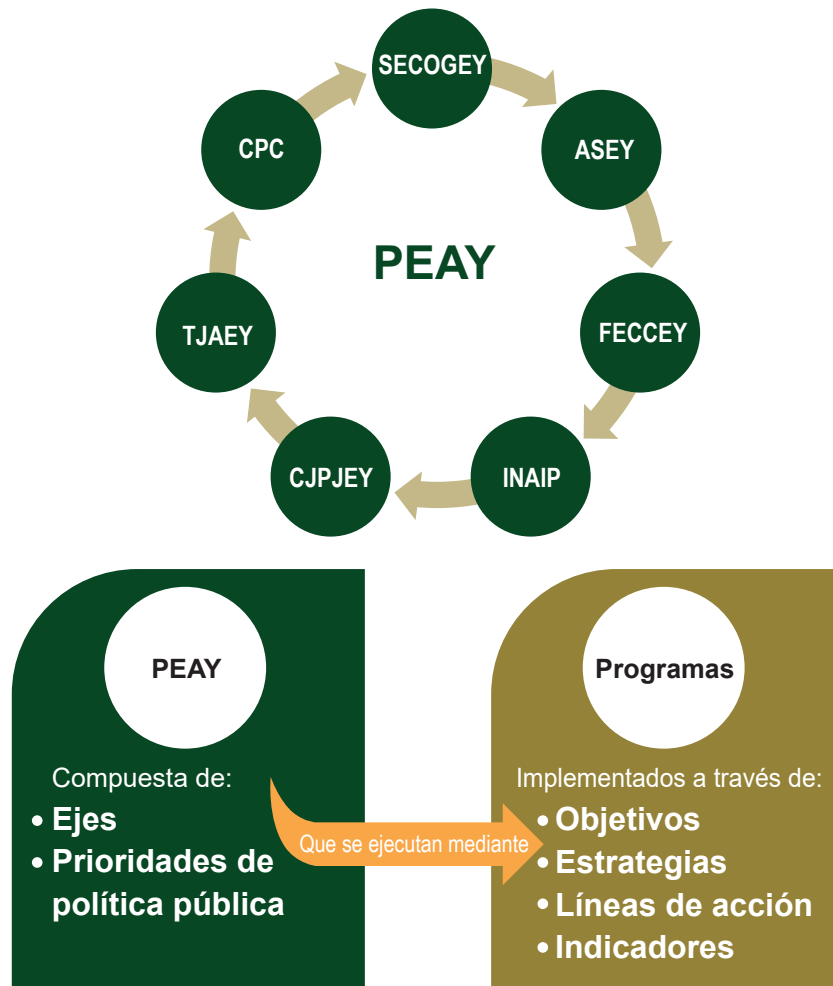 SECOGEY
ASEY
FECCEY
INAIP
CJPJEY
TJAEY
CPC
PEAY
PEAY
Compuesta de:
• Ejes
• Prioridades de
política pública
Que se ejecutan mediante
Programas
Implementados a través de:
• Objetivos
• Estrategias
• Líneas de acción
• Indicadores